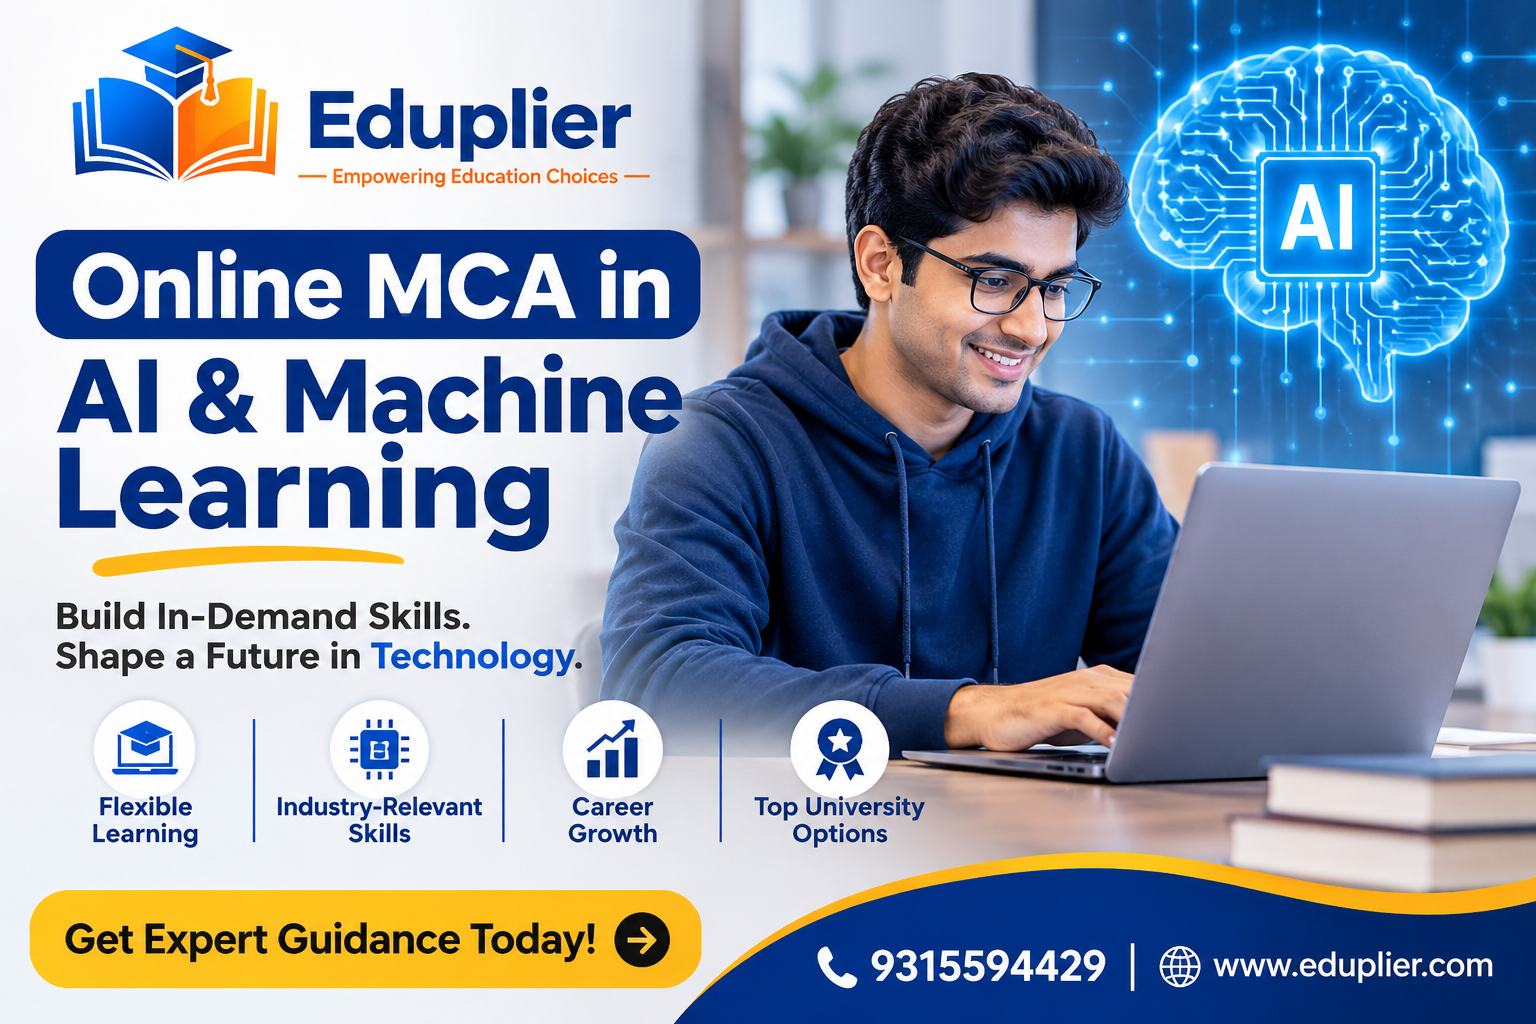 Eduplier
Empowering Education Choices
Online MCA in
AI & Machine
Learning
Build In-Demand Skills.
Shape a Future in Technology.
Flexible
Learning
Industry-Relevant
Skills
Career
Growth
Top University
Options
Get Expert Guidance Today!
9315594429 | www.eduplier.com
AI